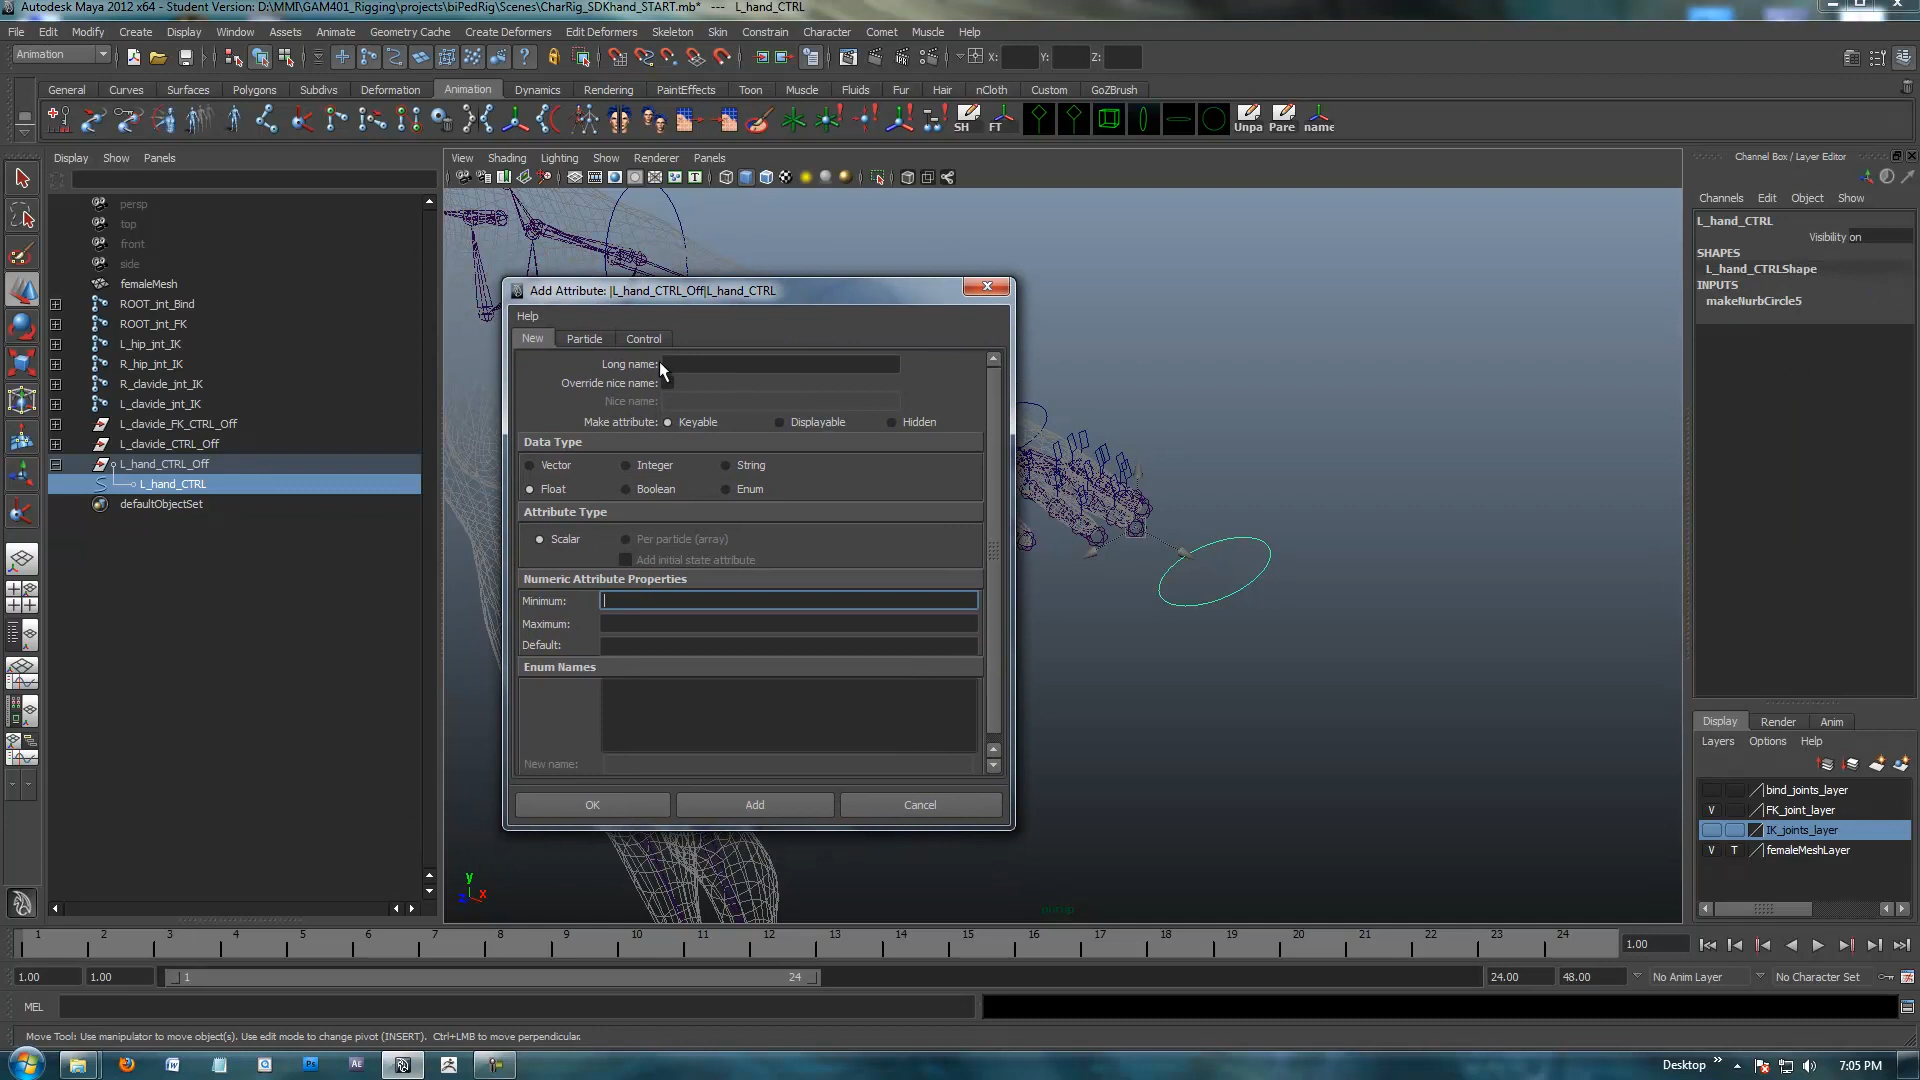 Autodesk Maya 2012 x64 - Student Version: D:\MMI\GAM401_Rigging\projects\biPedRig\Scenes\CharRig_SDKhand_START.mb* --- L_hand_CTRL
File Edit Modify Create Display Window Assets Animate Geometry Cache Create Deformers Edit Deformers Skeleton Skin Constrain Character Comet Muscle Help
Animation X: Y: Z:
General Curves Surfaces Polygons Subdivs Deformation Animation Dynamics Rendering PaintEffects Toon Muscle Fluids Fur Hair nCloth Custom GoZBrush
SH FT Unpa Pare name
Display Show Panels
View Shading Lighting Show Renderer Panels
Channel Box / Layer Editor
Channels Edit Object Show
persp
top
front
side
femaleMesh
ROOT_jnt_Bind
ROOT_jnt_FK
L_hip_jnt_IK
R_hip_jnt_IK
R_clavicle_jnt_IK
L_clavicle_jnt_IK
L_clavicle_FK_CTRL_Off
L_clavicle_CTRL_Off
L_hand_CTRL_Off
L_hand_CTRL
defaultObjectSet
Add Attribute: |L_hand_CTRL_Off|L_hand_CTRL
Help
New Particle Control
Long name:
Override nice name:
Nice name:
Make attribute: Keyable Displayable Hidden
Data Type
Vector Integer String
Float Boolean Enum
Attribute Type
Scalar Per particle (array)
Add initial state attribute
Numeric Attribute Properties
Minimum:
Maximum:
Default:
Enum Names
New name:
OK Add Cancel
y
z x
persp
L_hand_CTRL
Visibility on
SHAPES
L_hand_CTRLShape
INPUTS
makeNurbCircle5
Display Render Anim
Layers Options Help
bind_joints_layer
V FK_joint_layer
IK_joints_layer
V T femaleMeshLayer
1 2 3 4 5 6 7 8 9 10 11 12 13 14 15 16 17 18 19 20 21 22 23 24 1.00
1.00 1.00 1 24 24.00 48.00 No Anim Layer No Character Set
MEL
Move Tool: Use manipulator to move object(s). Use edit mode to change pivot (INSERT). Ctrl+LMB to move perpendicular.
Desktop 7:05 PM